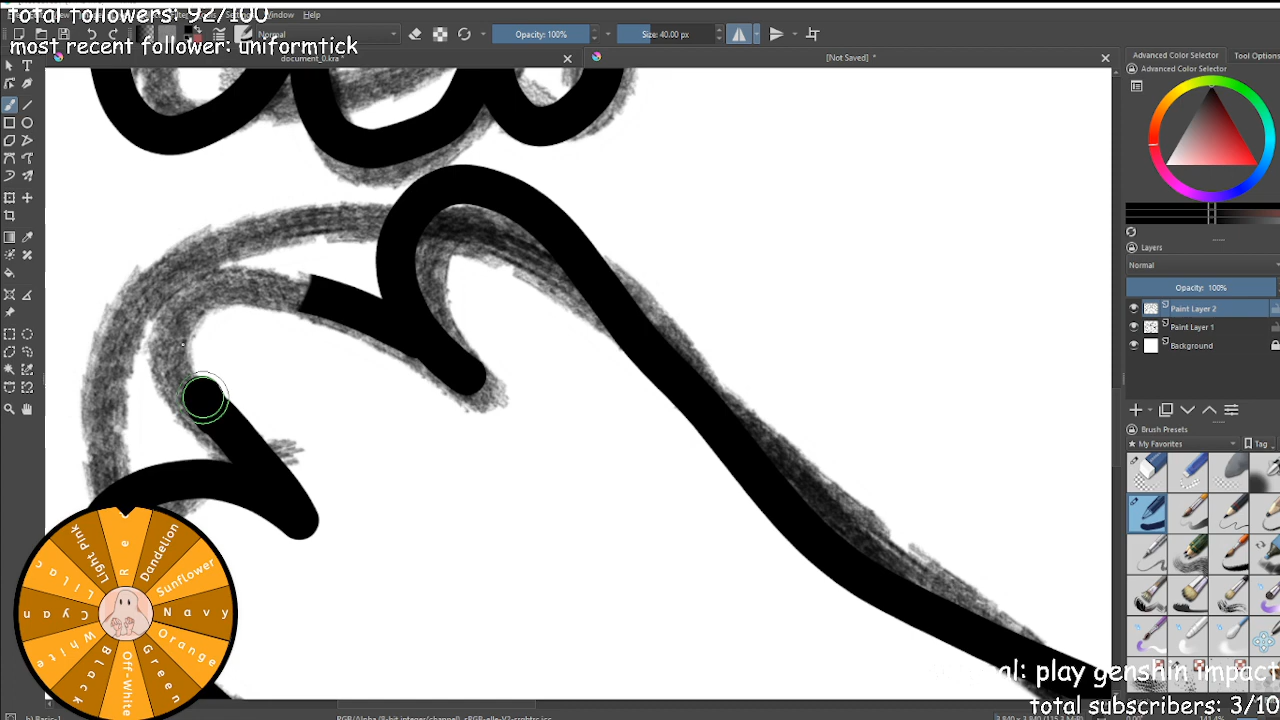 total followers: 92/100
Window Help
most recent follower: uniformtick
Normal
Opacity: 100%
Size: 40.00 px
document_0.kra *
[Not Saved] *
Advanced Color Selector
Tool Options
Advanced Color Selector
Layers
Normal
Opacity: 100%
Paint Layer 2
Paint Layer 1
Background
Brush Presets
My Favorites
Tag
Dandelion
Sunflower
Navy
Orange
Green
Off-White
Black
White
Cyan
Lilac
Light Pink
al: play genshin impact
total subscribers: 3/10